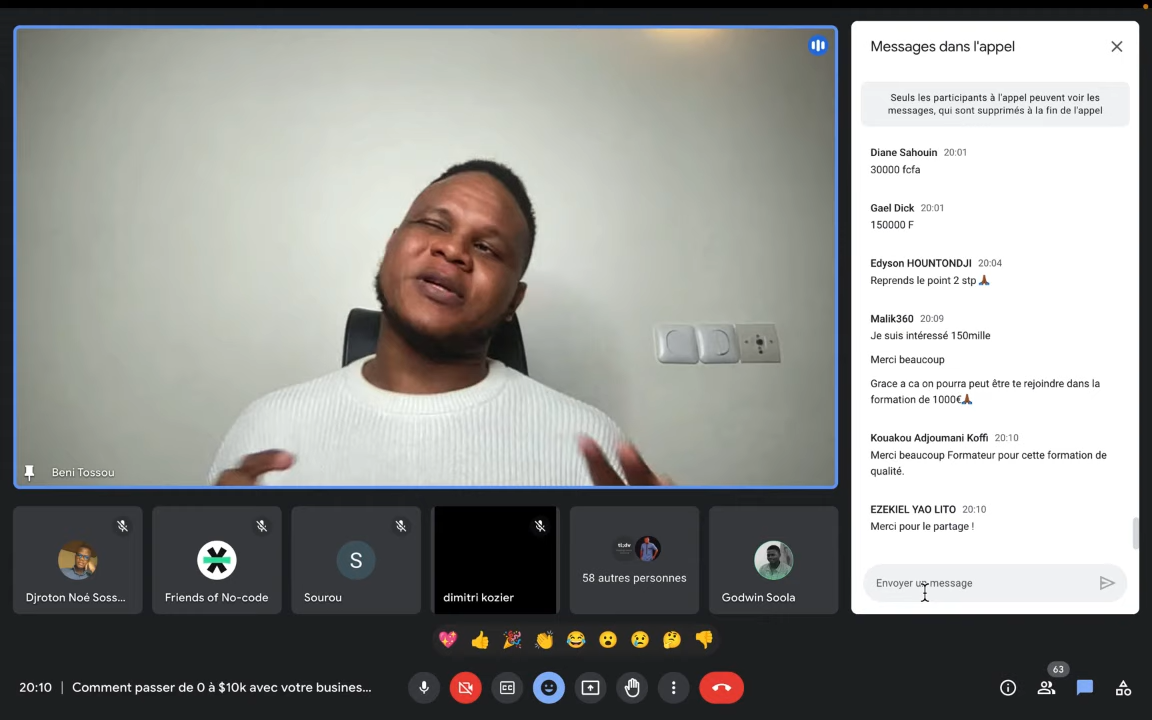 Messages dans l'appel
Seuls les participants à l'appel peuvent voir les
messages, qui sont supprimés à la fin de l'appel
Diane Sahouin 20:01
30000 fcfa
Gael Dick 20:01
150000 F
Edyson HOUNTONDJI 20:04
Reprends le point 2 stp 🙏🏾
Malik360 20:09
Je suis intéressé 150mille
Merci beaucoup
Grace a ca on pourra peut être te rejoindre dans la
formation de 1000€🙏🏾
Kouakou Adjoumani Koffi 20:10
Merci beaucoup Formateur pour cette formation de
qualité.
EZEKIEL YAO LITO 20:10
Merci pour le partage !
Envoyer un message
Beni Tossou
Djroton Noé Soss...
Friends of No-code
S
Sourou
dimitri kozier
58 autres personnes
Godwin Soola
20:10 | Comment passer de 0 à $10k avec votre busines...
63